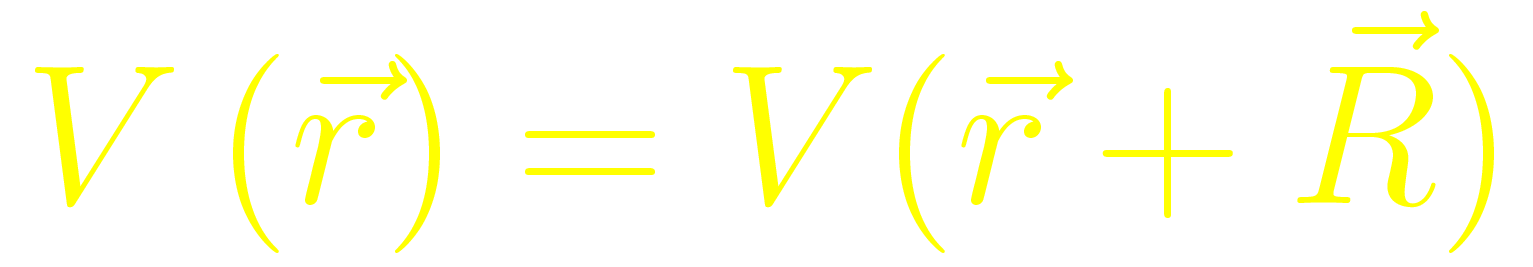 V (r⃗) = V(r⃗ + R⃗)